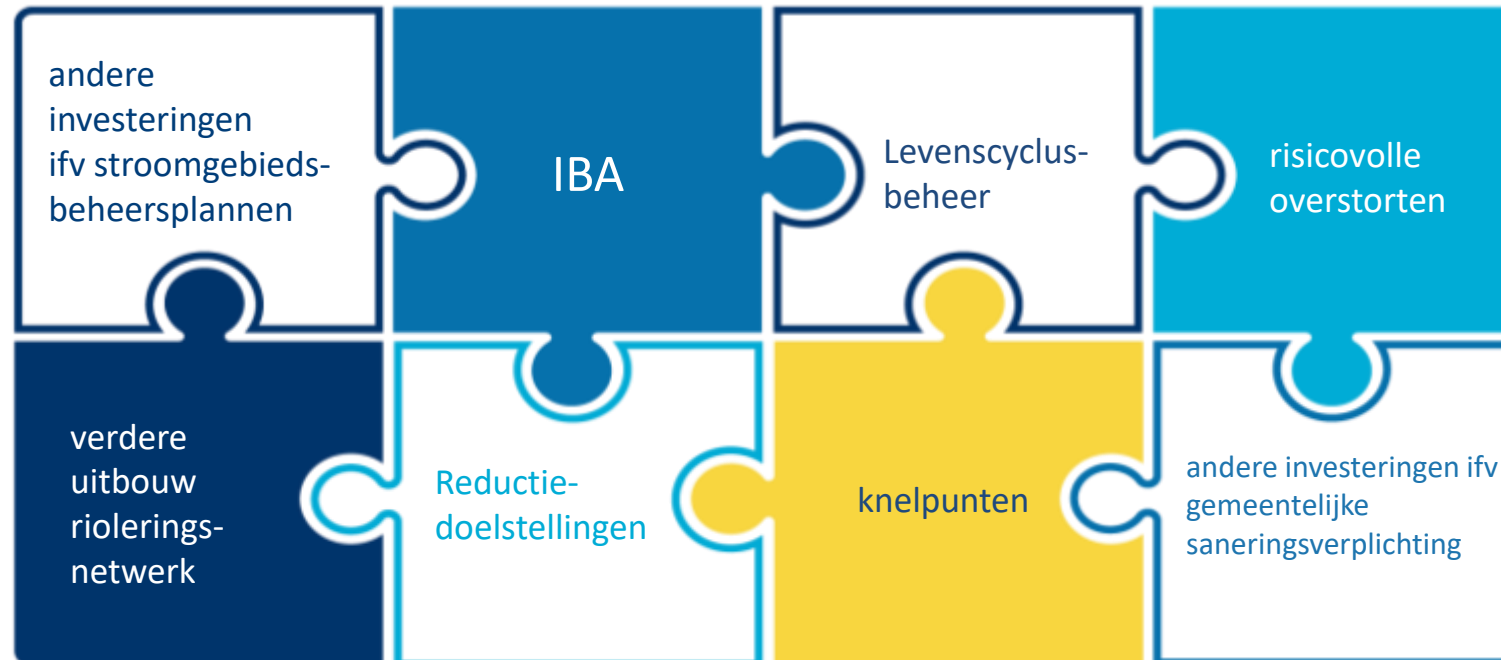 andere
investeringen
ifv stroomgebieds-
beheersplannen
IBA
Levenscyclus-
beheer
risicovolle
overstorten
verdere
uitbouw
riolerings-
netwerk
Reductie-
doelstellingen
knelpunten
andere investeringen ifv
gemeentelijke
saneringsverplichting